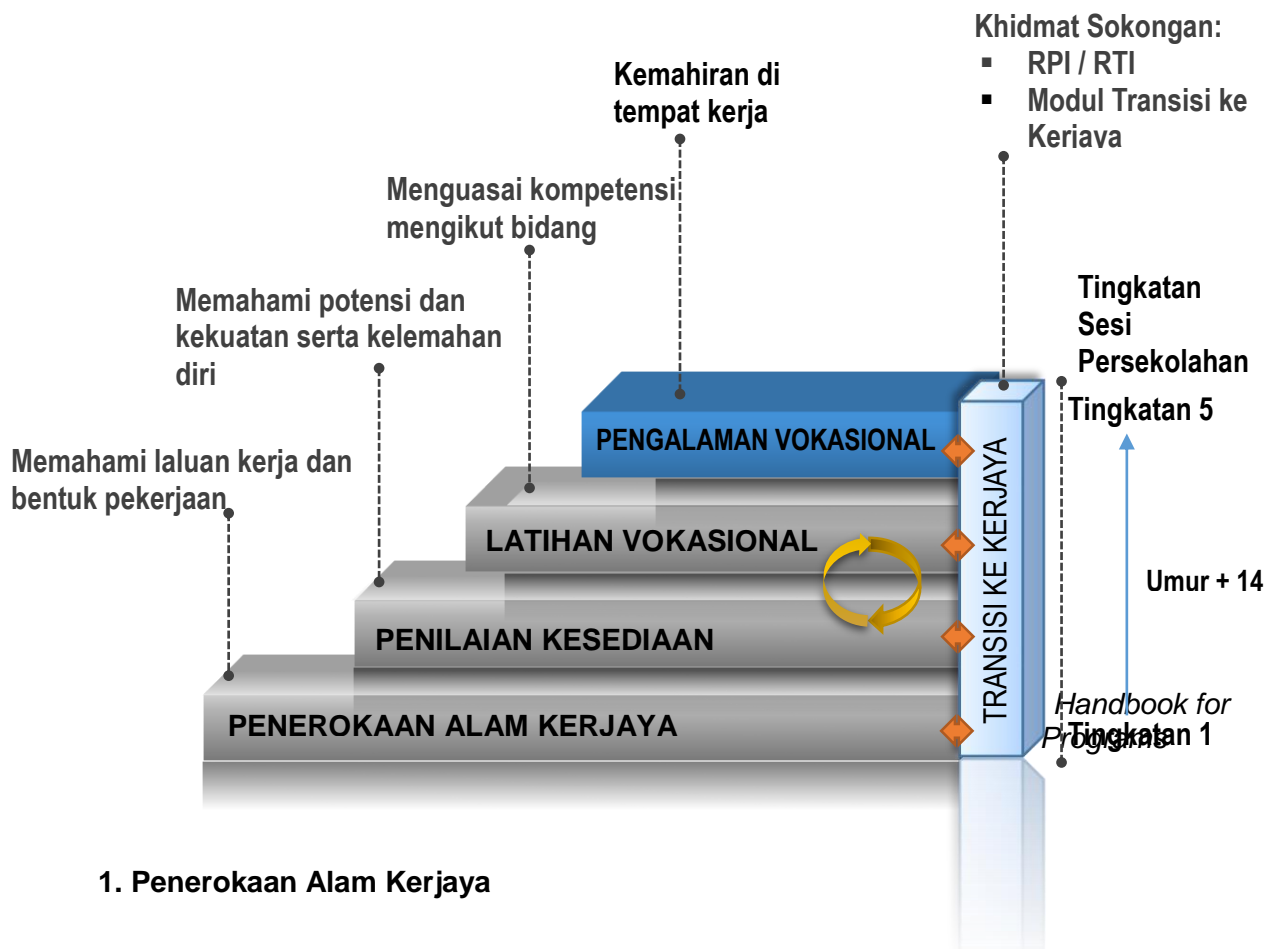 Khidmat Sokongan:
▪ RPI / RTI
▪ Modul Transisi ke
Keriava
Kemahiran di
tempat kerja
Menguasai kompetensi
mengikut bidang
Memahami potensi dan
kekuatan serta kelemahan
diri
Memahami laluan kerja dan
bentuk pekerjaan
Tingkatan
Sesi
Persekolahan
Tingkatan 5
Umur + 14
Handbook for
Programs
Tingkatan 1
PENGALAMAN VOKASIONAL
LATIHAN VOKASIONAL
PENILAIAN KESEDIAAN
PENEROKAAN ALAM KERJAYA
TRANSISI KE KERJAYA
1. Penerokaan Alam Kerjaya